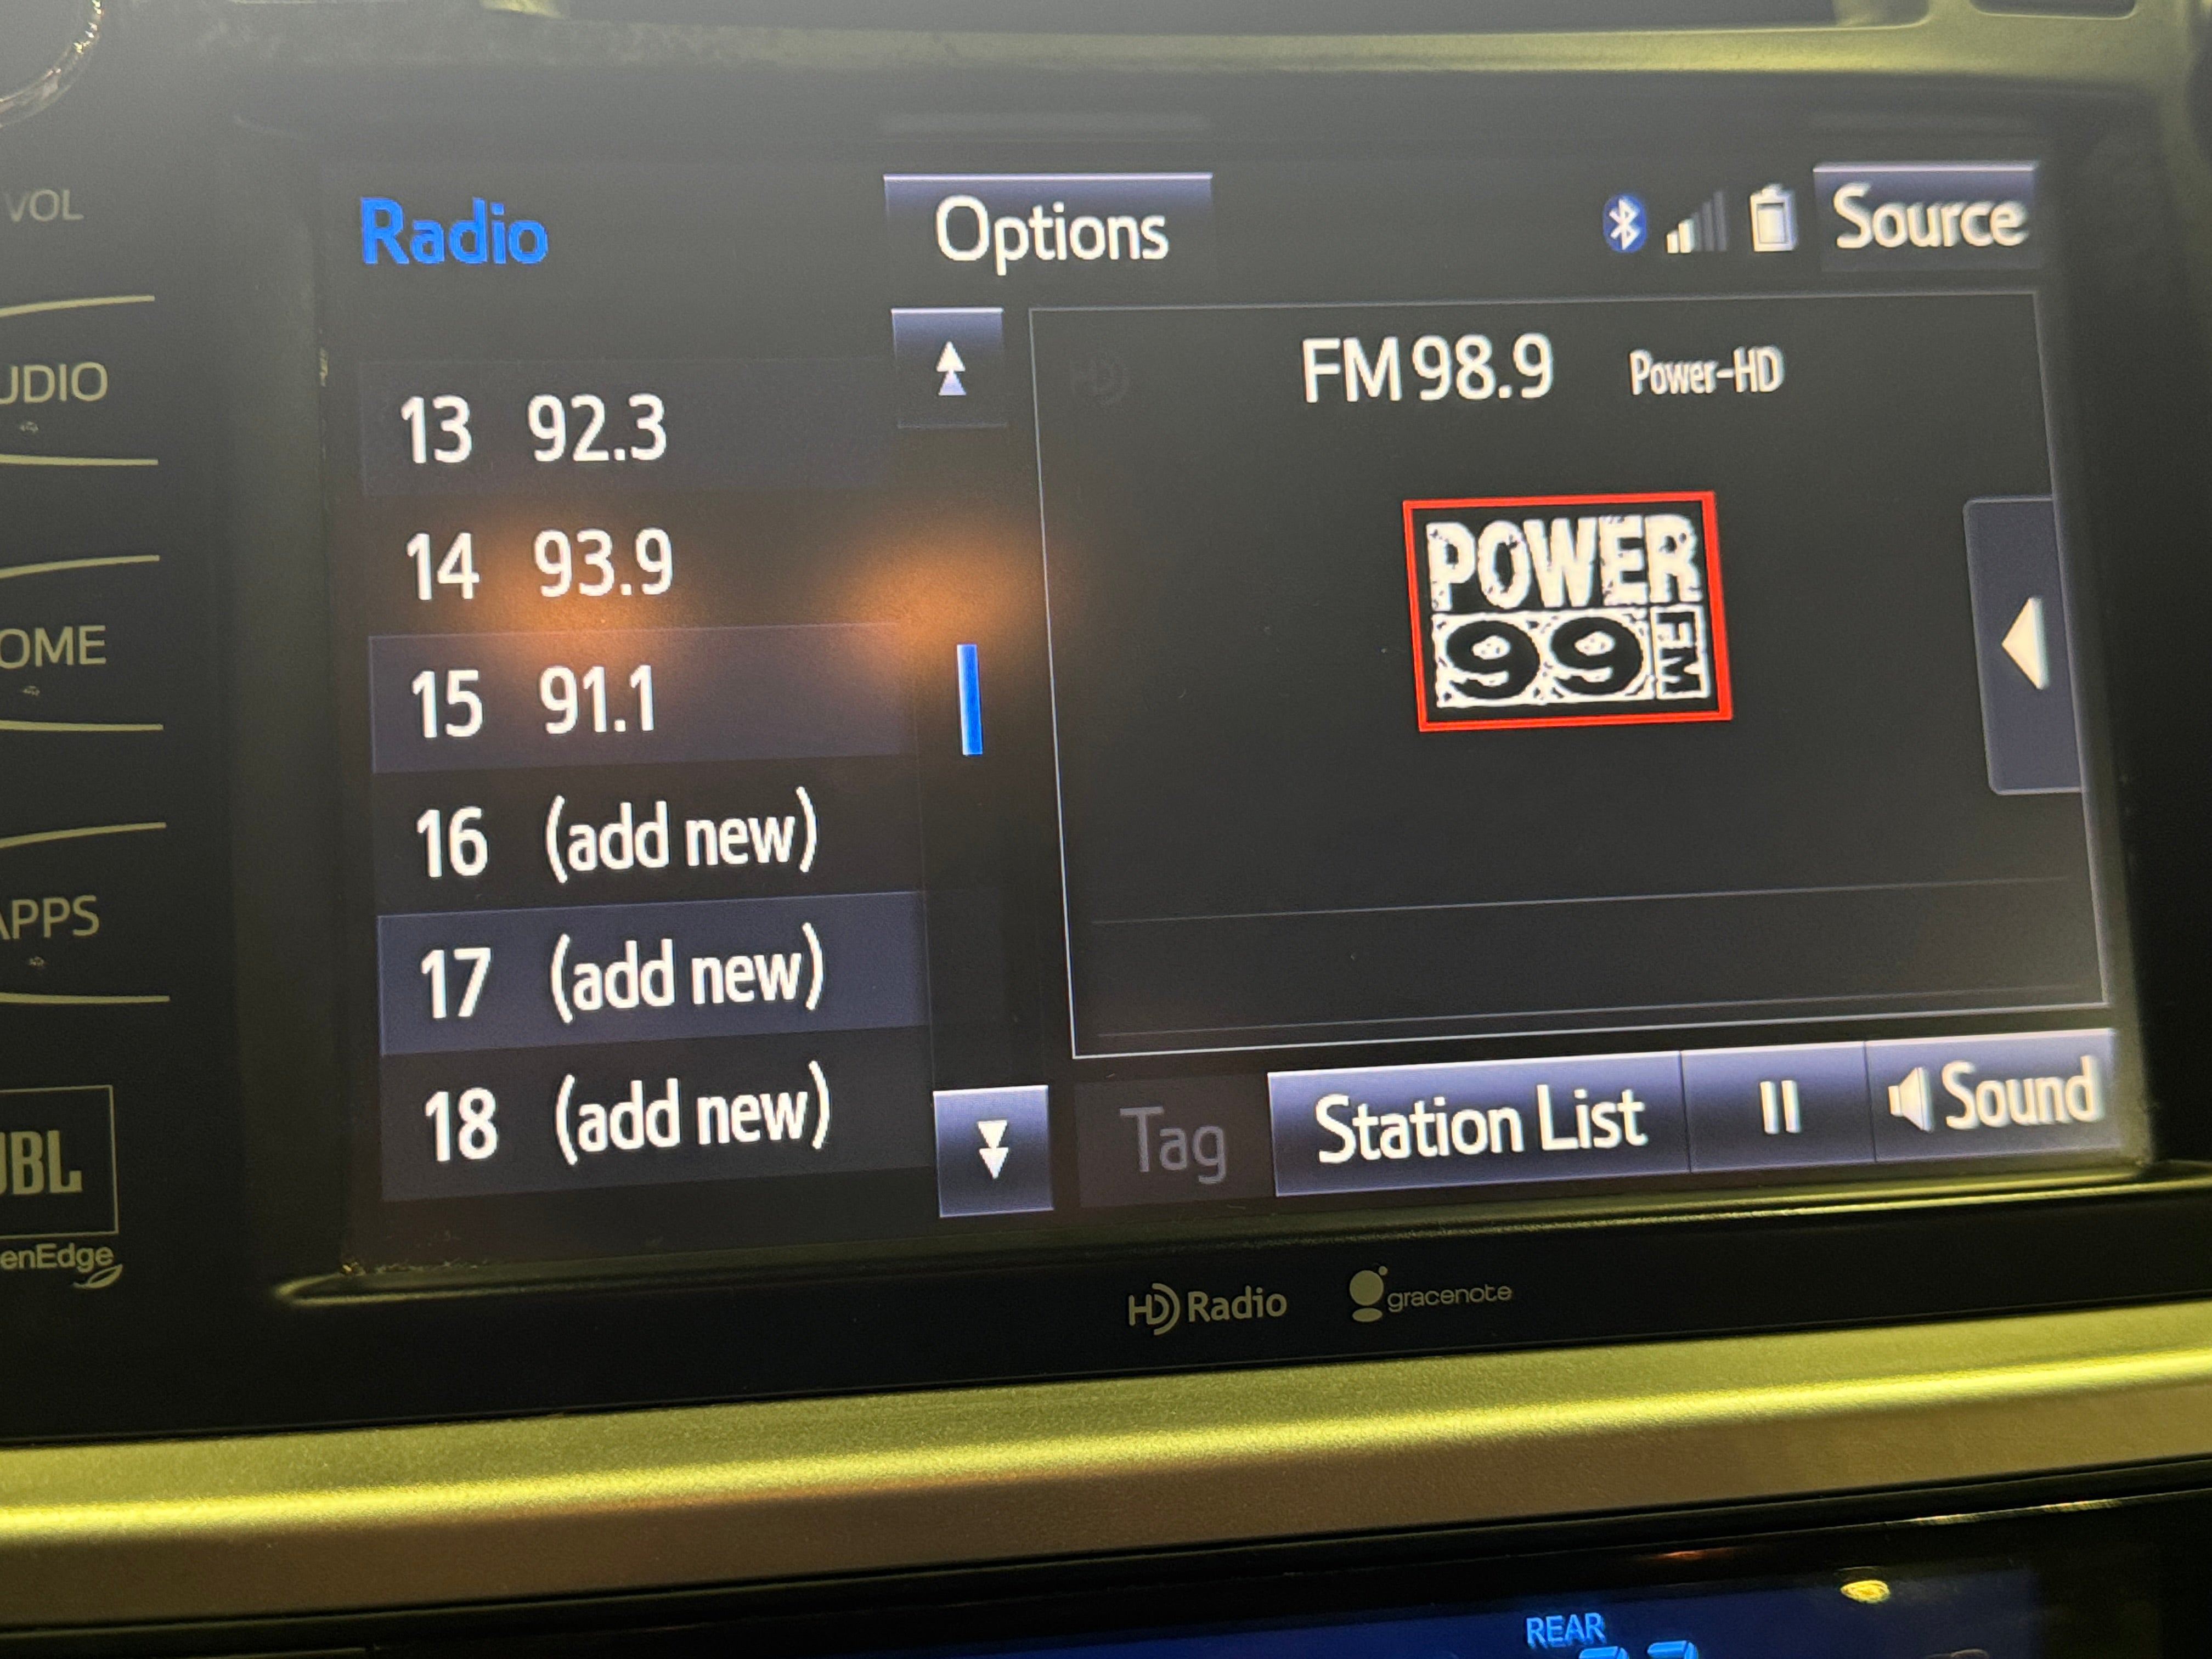 VOL
Radio
Options
Source
UDIO
13 92.3
FM 98.9 Power-HD
14 93.9
POWER
99 FM
OME
15 91.1
16 (add new)
APPS
17 (add new)
18 (add new)
Tag
Station List
Sound
JBL
enEdge
HD Radio
gracenote
REAR